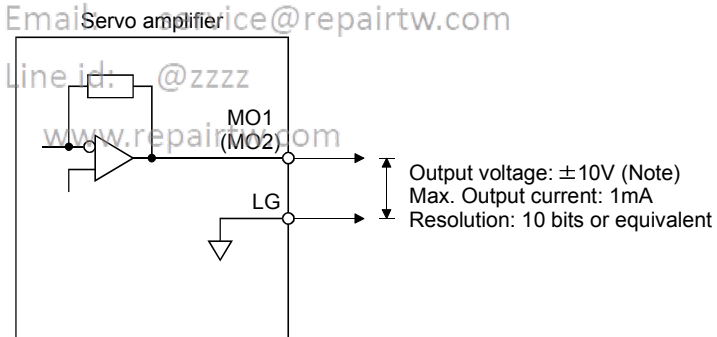 Email: service@repairtw.com
Servo amplifier
Line id: @zzzz
www.repairtw.com
MO1
(MO2)
LG
Output voltage: ±10V (Note)
Max. Output current: 1mA
Resolution: 10 bits or equivalent